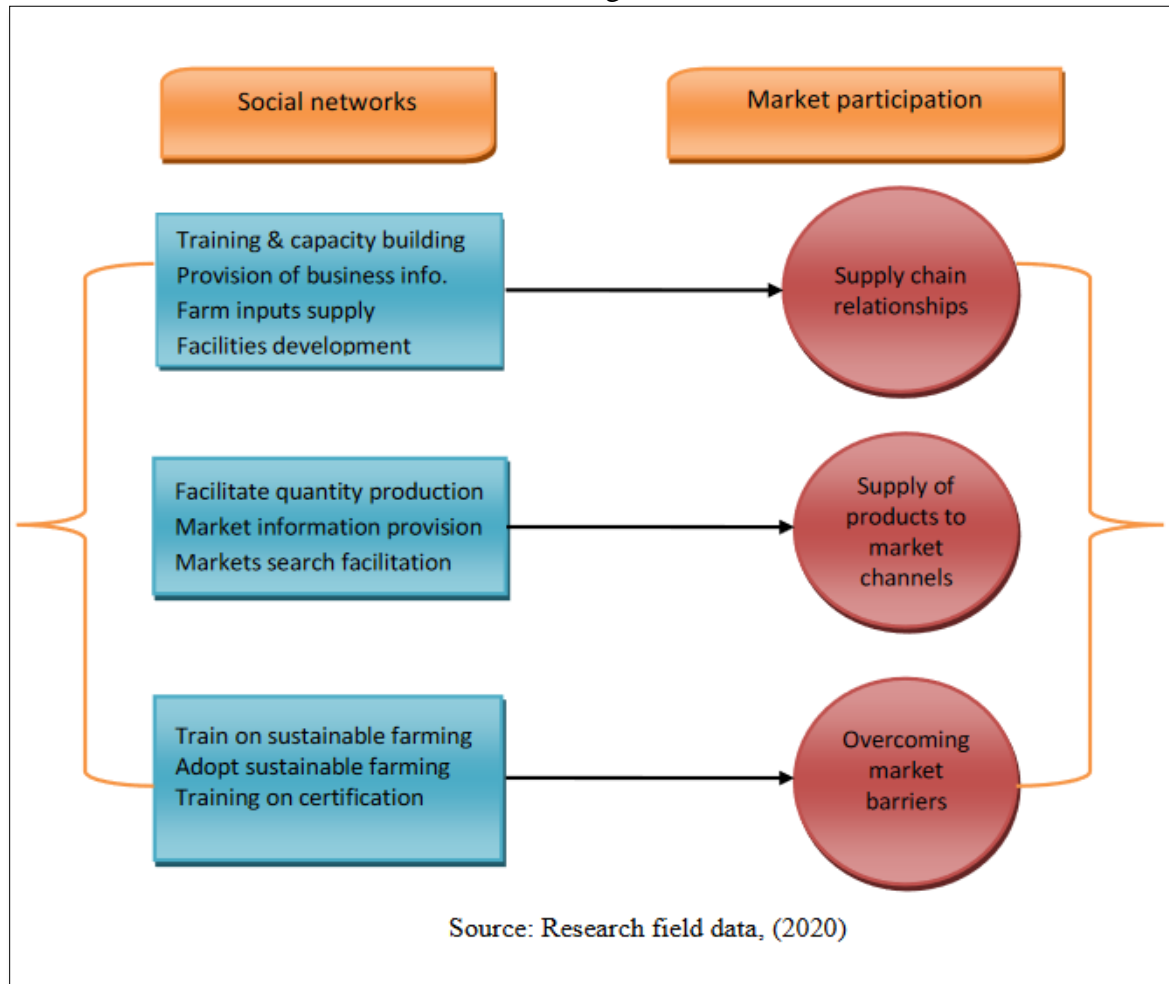 Social networks
Market participation
Training & capacity building
Provision of business info.
Farm inputs supply
Facilities development
Supply chain
relationships
Facilitate quantity production
Market information provision
Markets search facilitation
Supply of
products to
market
channels
Train on sustainable farming
Adopt sustainable farming
Training on certification
Overcoming
market
barriers
Source: Research field data, (2020)